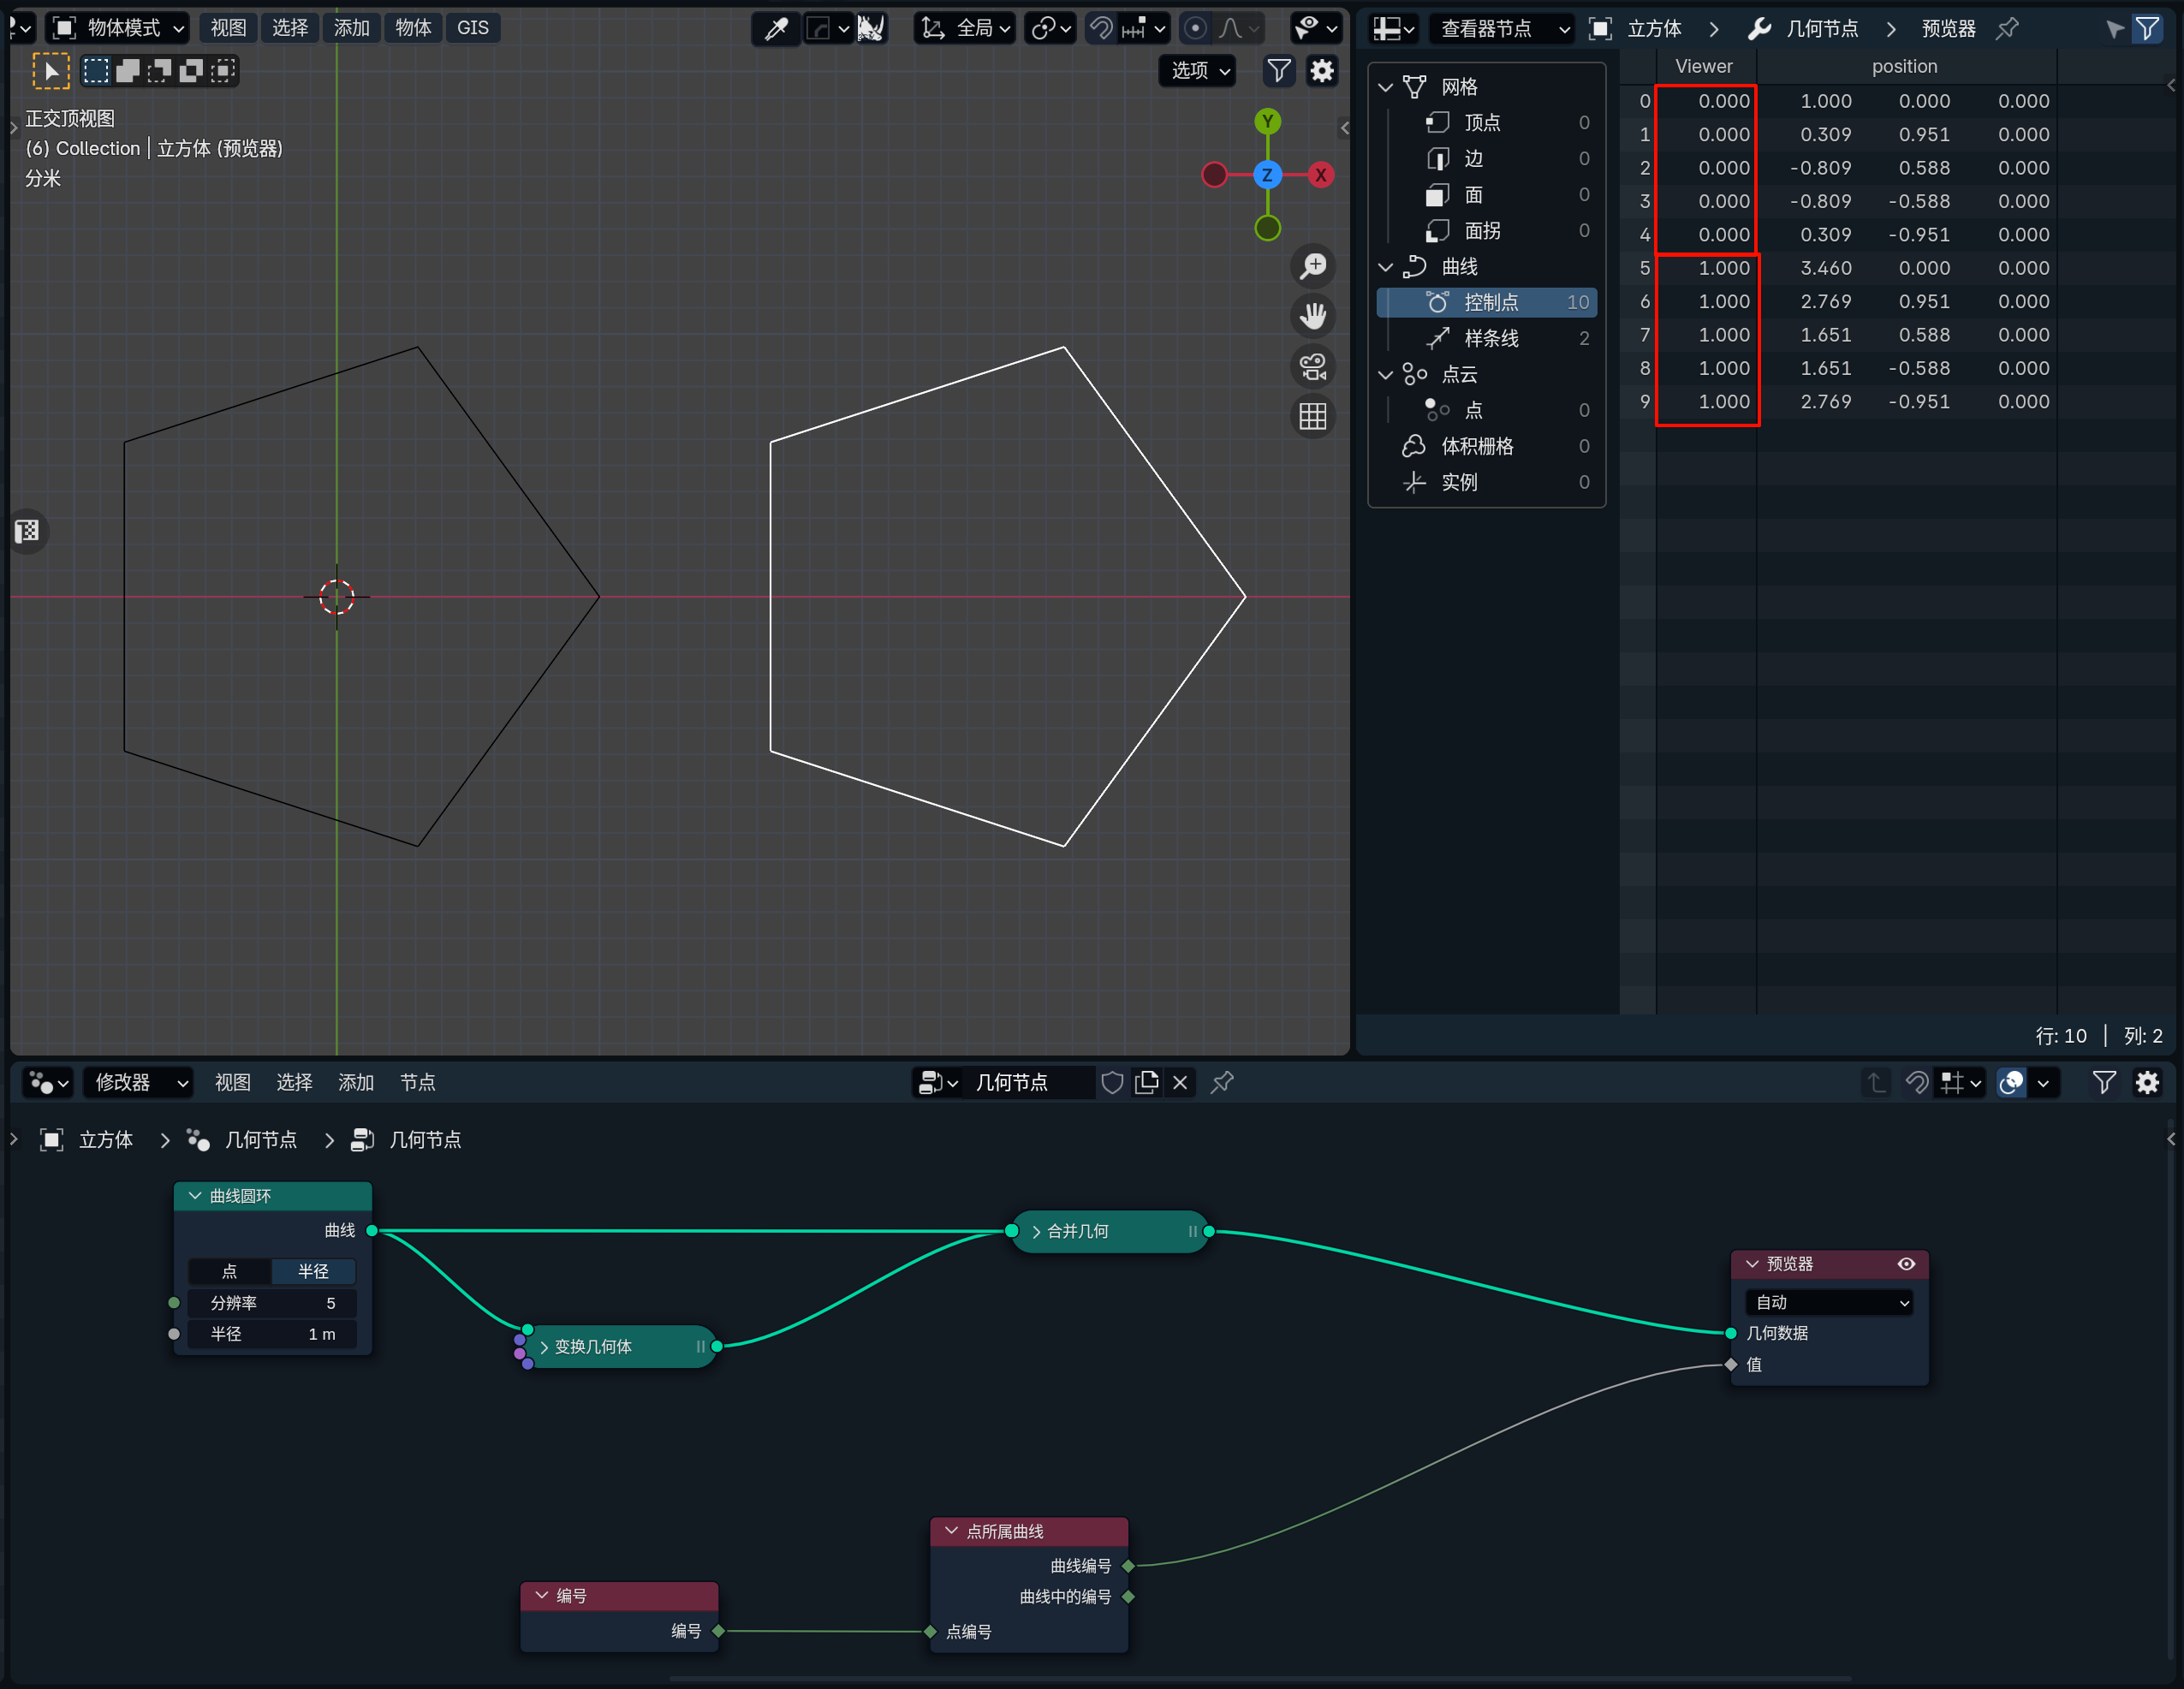 物体模式 视图 选择 添加 物体 GIS 全局
选项
正交顶视图
(6) Collection | 立方体 (预览器)
分米
Y
Z X
查看器节点 立方体 几何节点 预览器
网格
顶点 0
边 0
面 0
面拐 0
曲线
控制点 10
样条线 2
点云
点 0
体积栅格 0
实例 0
Viewer position
0 0.000 1.000 0.000 0.000
1 0.000 0.309 0.951 0.000
2 0.000 -0.809 0.588 0.000
3 0.000 -0.809 -0.588 0.000
4 0.000 0.309 -0.951 0.000
5 1.000 3.460 0.000 0.000
6 1.000 2.769 0.951 0.000
7 1.000 1.651 0.588 0.000
8 1.000 1.651 -0.588 0.000
9 1.000 2.769 -0.951 0.000
行: 10 | 列: 2
修改器 视图 选择 添加 节点 几何节点
立方体 几何节点 几何节点
曲线圆环
曲线
点 半径
分辨率 5
半径 1 m
变换几何体
合并几何
预览器
自动
几何数据
值
点所属曲线
曲线编号
曲线中的编号
点编号
编号
编号